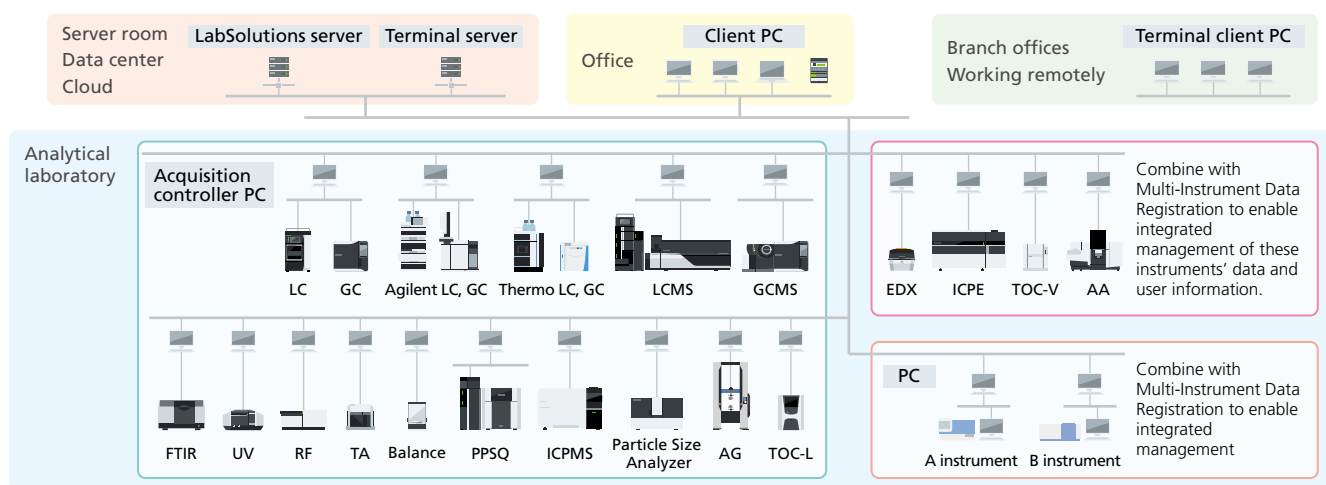 Server room
Data center
Cloud
LabSolutions server
Terminal server
Office
Client PC
Branch offices
Working remotely
Terminal client PC
Analytical
laboratory
Acquisition
controller PC
LC
GC
Agilent LC, GC
Thermo LC, GC
LCMS
GCMS
FTIR
UV
RF
TA
Balance
PPSQ
ICPMS
Particle Size
Analyzer
AG
TOC-L
EDX
ICPE
TOC-V
AA
Combine with
Multi-Instrument Data
Registration to enable
integrated
management of these
instruments’ data and
user information.
PC
A instrument
B instrument
Combine with
Multi-Instrument Data
Registration to enable
integrated
management